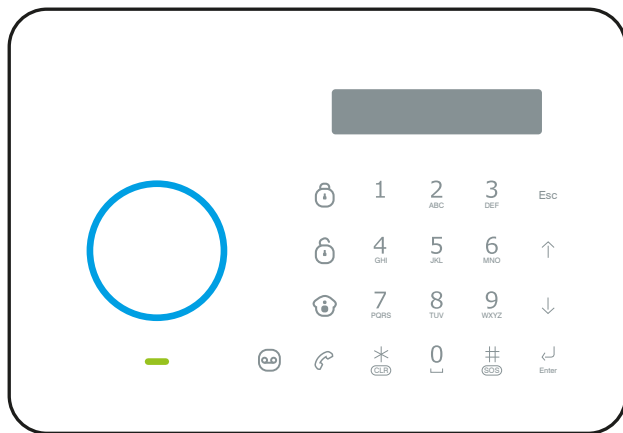 1 2 3 Esc
ABC DEF
4 5 6
GHI JKL MNO
7 8 9
PQRS TUV WXYZ
* 0 #
CLR SOS Enter